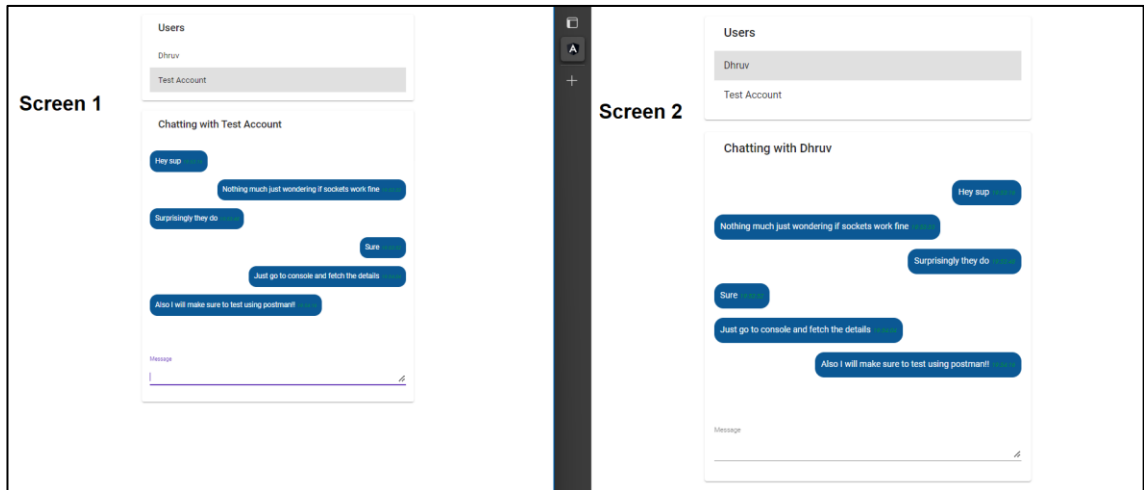 Users
Dhruv
Test Account
Screen 1
Chatting with Test Account
Hey sup
Nothing much just wondering if sockets work fine
Surprisingly they do
Sure
Just go to console and fetch the details
Also I will make sure to test using postman!!
Message
A
Users
Dhruv
Test Account
Screen 2
Chatting with Dhruv
Hey sup
Nothing much just wondering if sockets work fine
Surprisingly they do
Sure
Just go to console and fetch the details
Also I will make sure to test using postman!!
Message